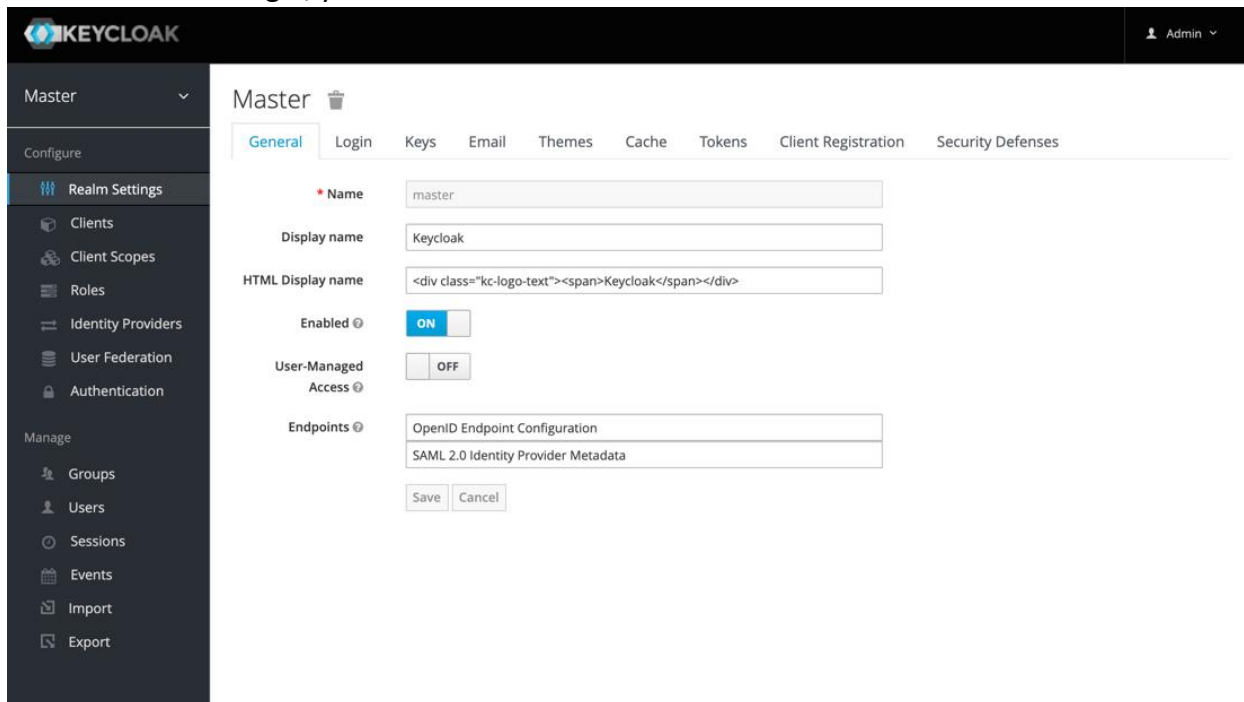 KEYCLOAK
Admin
Master
Configure
Realm Settings
Clients
Client Scopes
Roles
Identity Providers
User Federation
Authentication
Manage
Groups
Users
Sessions
Events
Import
Export
Master
General Login Keys Email Themes Cache Tokens Client Registration Security Defenses
* Name master
Display name Keycloak
HTML Display name <div class="kc-logo-text"><span>Keycloak</span></div>
Enabled ON
User-Managed
Access OFF
Endpoints OpenID Endpoint Configuration
SAML 2.0 Identity Provider Metadata
Save Cancel